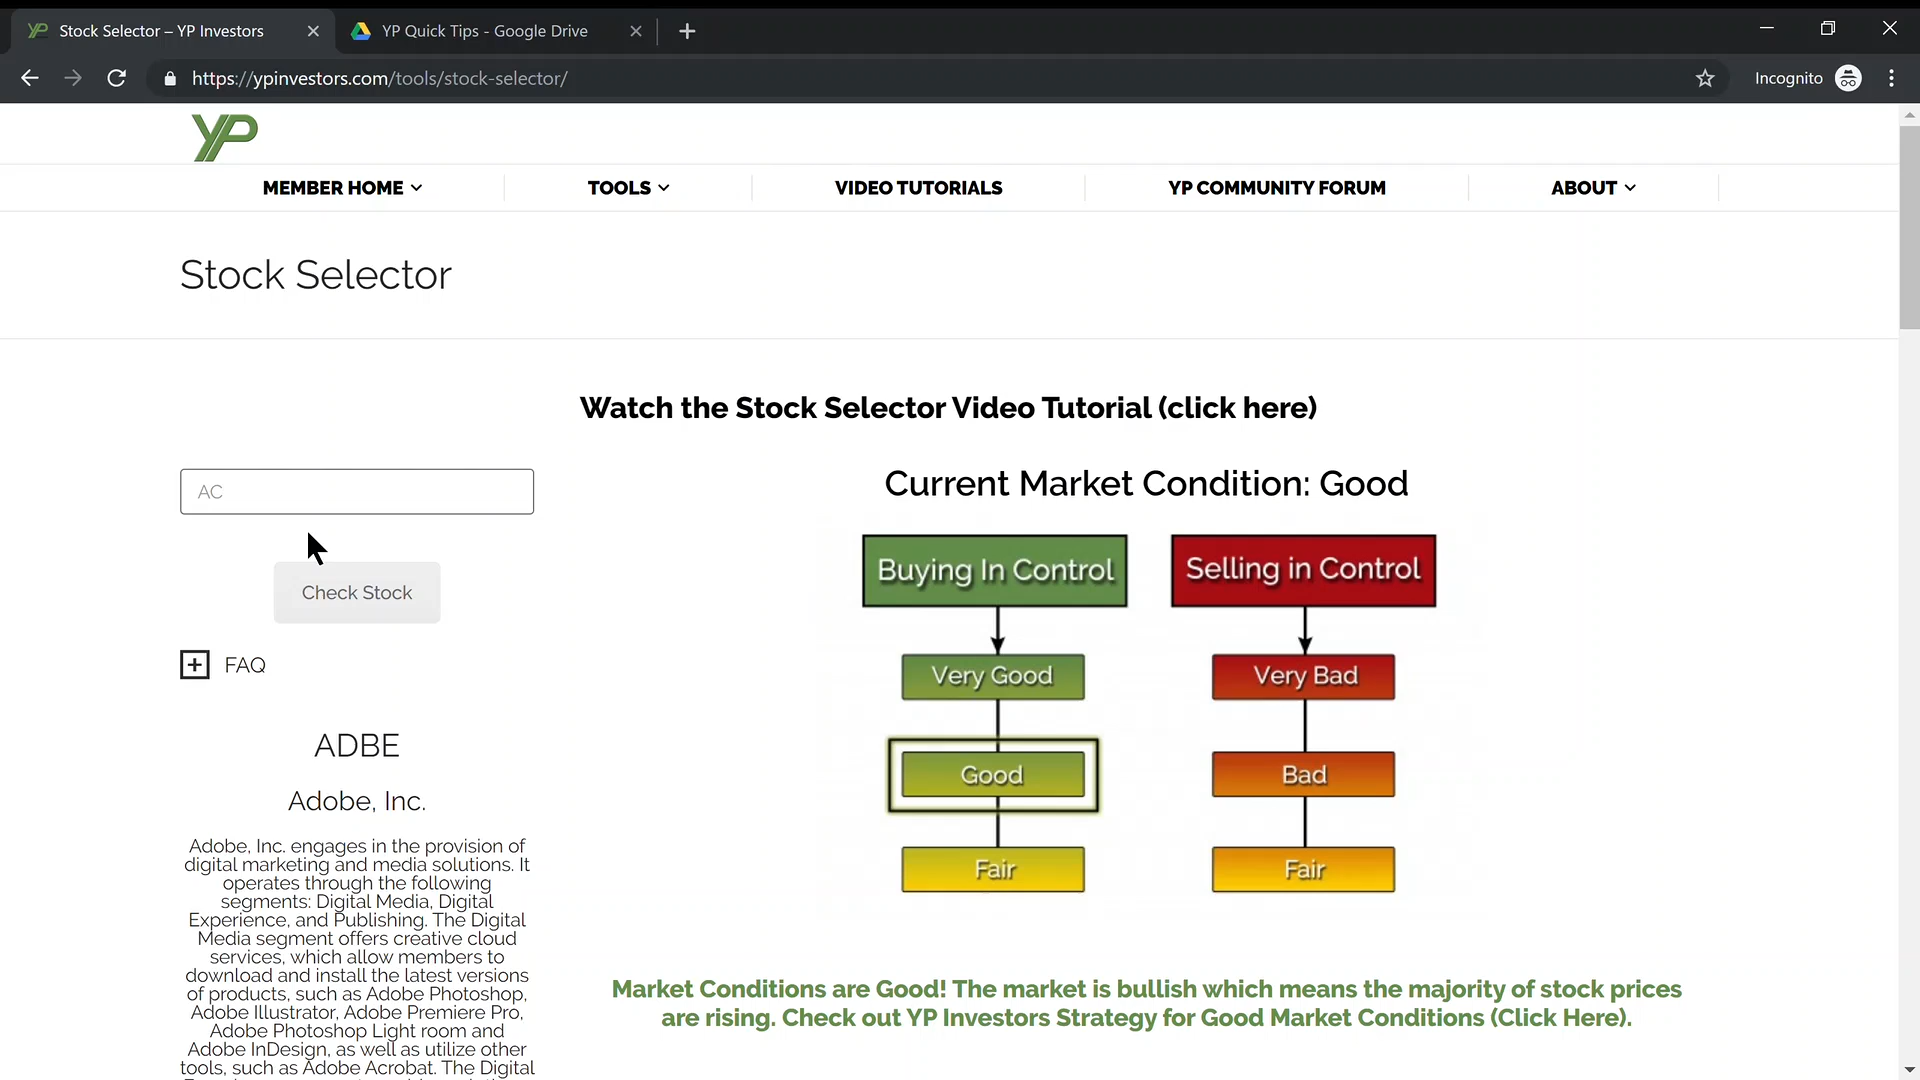 Stock Selector – YP Investors
YP Quick Tips - Google Drive
https://ypinvestors.com/tools/stock-selector/
Incognito
YP
MEMBER HOME
TOOLS
VIDEO TUTORIALS
YP COMMUNITY FORUM
ABOUT
Stock Selector
Watch the Stock Selector Video Tutorial (click here)
AC
Check Stock
FAQ
ADBE
Adobe, Inc.
Adobe, Inc. engages in the provision of
digital marketing and media solutions. It
operates through the following
segments: Digital Media, Digital
Experience, and Publishing. The Digital
Media segment offers creative cloud
services, which allow members to
download and install the latest versions
of products, such as Adobe Photoshop,
Adobe Illustrator, Adobe Premiere Pro,
Adobe Photoshop Light room and
Adobe InDesign, as well as utilize other
tools, such as Adobe Acrobat. The Digital
Current Market Condition: Good
Buying In Control
Selling in Control
Very Good
Very Bad
Good
Bad
Fair
Fair
Market Conditions are Good! The market is bullish which means the majority of stock prices
are rising. Check out YP Investors Strategy for Good Market Conditions (Click Here).